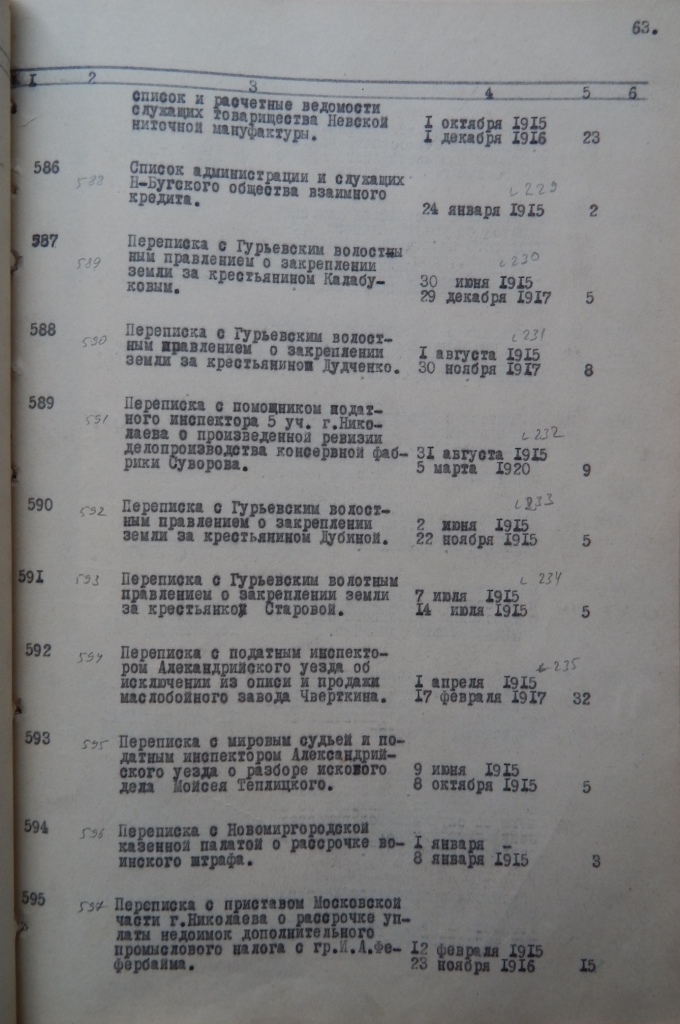 63.
1 2 3 4 5 6
список и расчетные ведомости
служащих товарищества Невской 1 октября 1915
ниточной мануфактуры. 1 декабря 1916 23
586 588 Список администрации и служащих
Н-Бугского общества взаимного с 229
кредита. 24 января 1915 2
587 Переписка с Гурьевским волостны
589 ным правлением о закреплении с 230
земли за крестьянином Калабу- 30 июня 1915
ковым. 29 декабря 1917 5
588 590 Переписка с Гурьевским волост- с 231
ным правлением о закреплении 1 августа 1915
земли за крестьянином Дудченко. 30 ноября 1917 8
589 Переписка с помощником подат-
591 ного инспектора 5 уч. г.Нико-
лаева о произведенной ревизии с 232
делопроизводства консервной фаб- 31 августа 1915
рики Суворова. 5 марта 1920 9
590 592 Переписка с Гурьевским волост- с 233
ным правлением о закреплении 2 июня 1915
земли за крестьянином Дубиной. 22 ноября 1915 5
591 593 Переписка с Гурьевским волотным с 234
правлением о закреплении земли 7 июля 1915
за крестьянкой Старовой. 14 июля 1915 5
592 594 Переписка с податным инспекто-
ром Алекандрийского уезда об с 235
исключении из описи и продажи 1 апреля 1915
маслобойного завода Чверткина. 17 февраля 1917 32
593 595 Переписка с мировым судьей и по-
датным инспектором Александрий-
ского уезда о разборе искового 9 июня 1915
дела Мойсея Теплицкого. 8 октября 1915 5
594 596 Переписка с Новомиргородской
казенной палатой о рассрочке во- 1 января -
инского штрафа. 8 января 1915 3
595 597 Переписка с приставом Московской
части г.Николаева о рассрочке уп-
латы недоимок дополнительного
промыслового налога с гр.И.А.Фе- 12 февраля 1915
фербайма. 23 ноября 1916 15